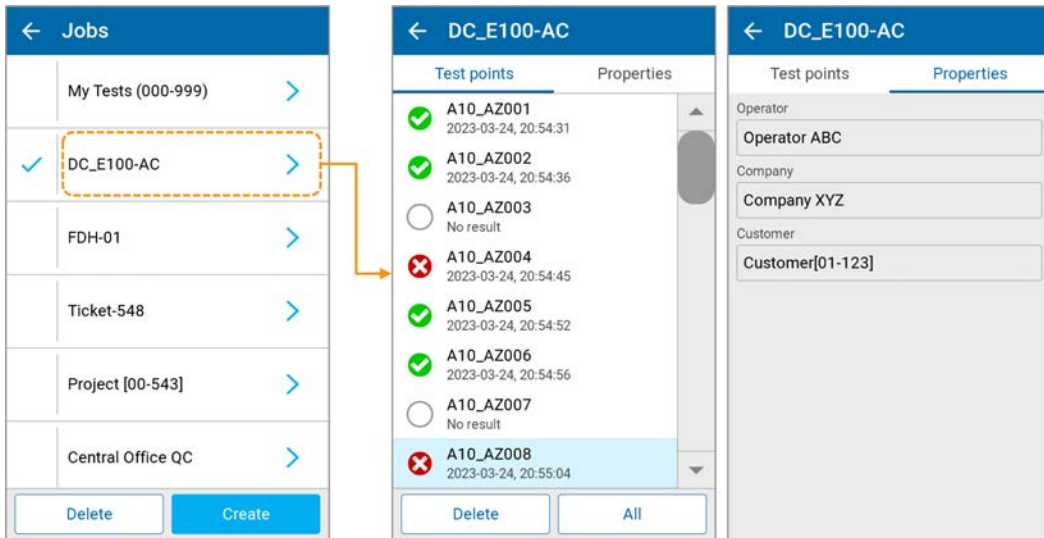 Jobs
My Tests (000-999)
DC_E100-AC
FDH-01
Ticket-548
Project [00-543]
Central Office QC
Delete
Create
DC_E100-AC
Test points
Properties
A10_AZ001
2023-03-24, 20:54:31
A10_AZ002
2023-03-24, 20:54:36
A10_AZ003
No result
A10_AZ004
2023-03-24, 20:54:45
A10_AZ005
2023-03-24, 20:54:52
A10_AZ006
2023-03-24, 20:54:56
A10_AZ007
No result
A10_AZ008
2023-03-24, 20:55:04
Delete
All
DC_E100-AC
Test points
Properties
Operator
Operator ABC
Company
Company XYZ
Customer
Customer[01-123]